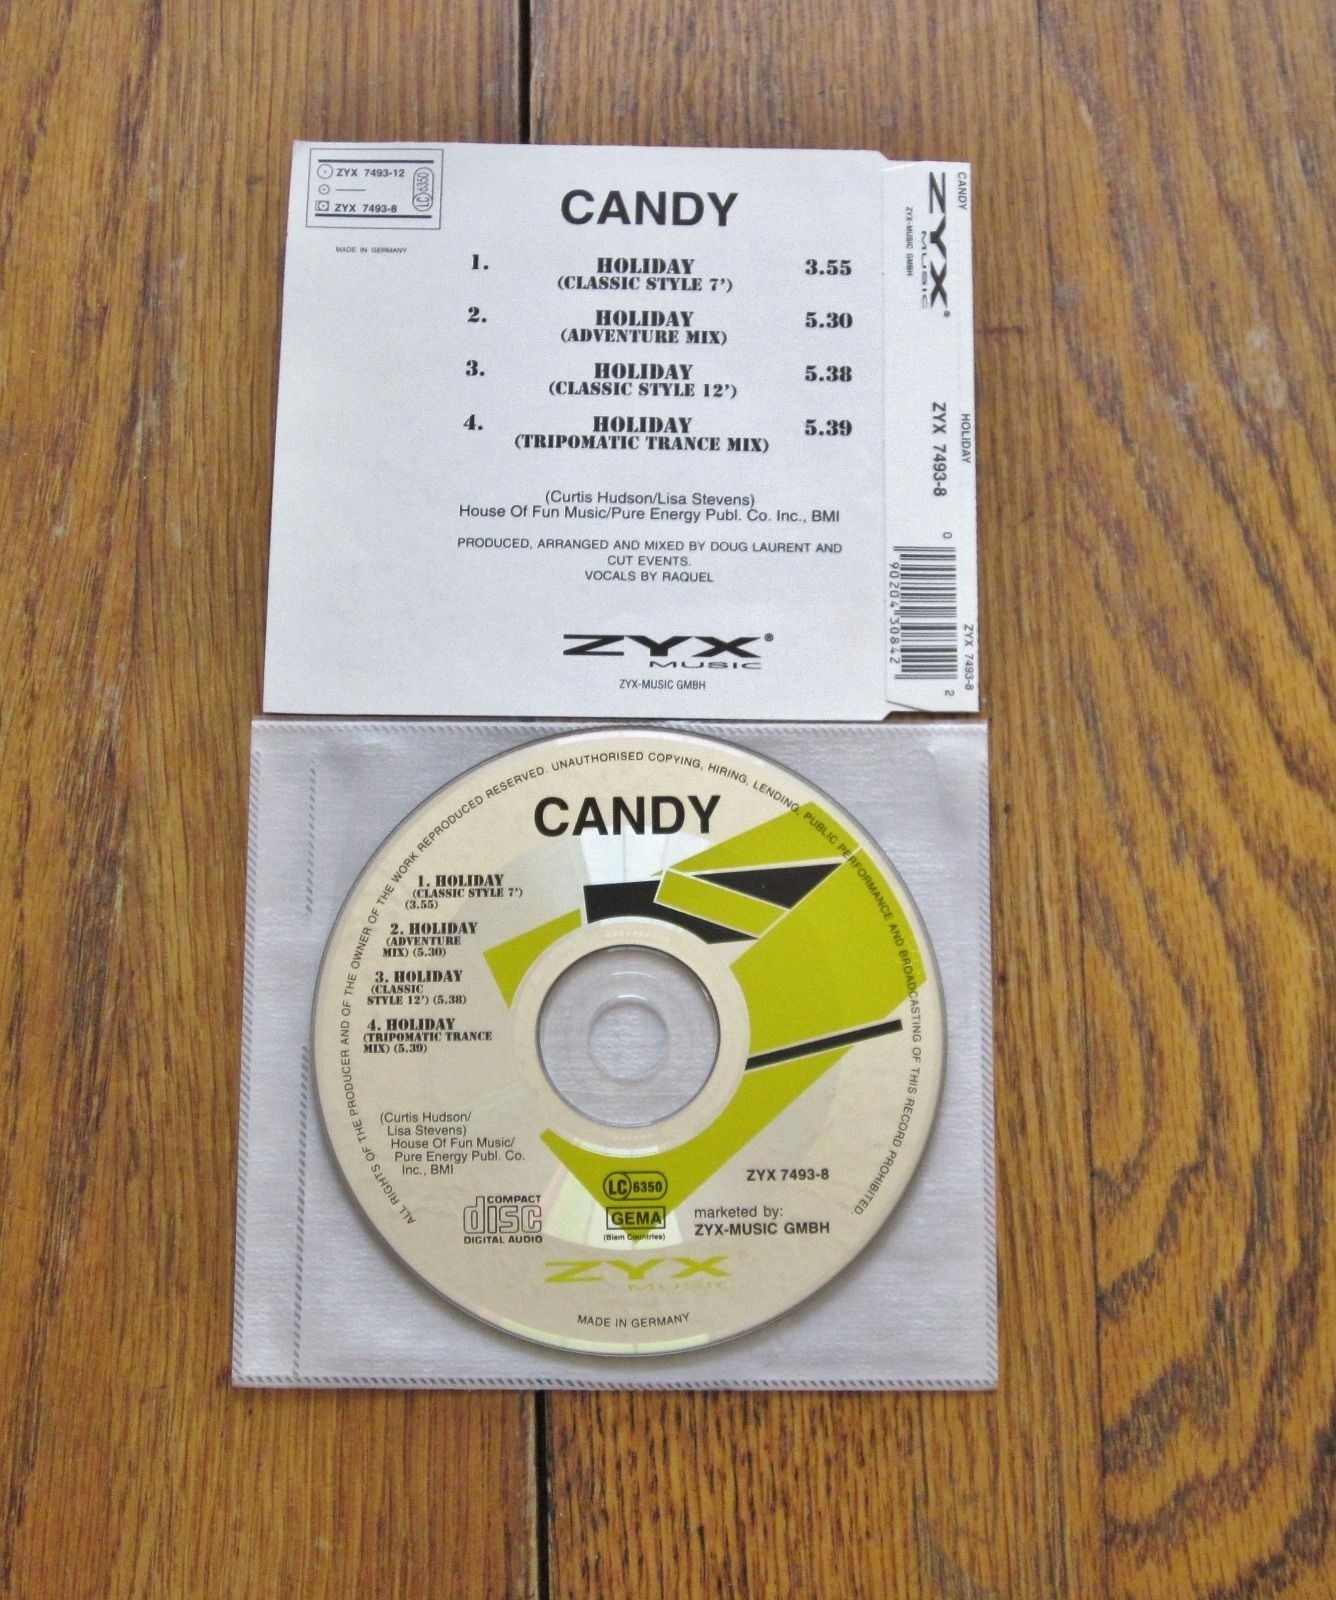 ZYX 7493-12
ZYX 7493-8
LC 6350
MADE IN GERMANY
CANDY
1. HOLIDAY 3.55
(CLASSIC STYLE 7')
2. HOLIDAY 5.30
(ADVENTURE MIX)
3. HOLIDAY 5.38
(CLASSIC STYLE 12')
4. HOLIDAY 5.39
(TRIPOMATIC TRANCE MIX)
(Curtis Hudson/Lisa Stevens)
House Of Fun Music/Pure Energy Publ. Co. Inc., BMI
PRODUCED, ARRANGED AND MIXED BY DOUG LAURENT AND
CUT EVENTS.
VOCALS BY RAQUEL
ZYX®
MUSIC
ZYX-MUSIC GMBH
CANDY HOLIDAY ZYX 7493-8
ZYX®
MUSIC
ZYX-MUSIC GMBH
ZYX 7493-8
0 90204 30842 2
ALL RIGHTS OF THE PRODUCER AND OF THE OWNER OF THE WORK REPRODUCED RESERVED. UNAUTHORISED COPYING, HIRING, LENDING, PUBLIC PERFORMANCE AND BROADCASTING OF THIS RECORD PROHIBITED.
CANDY
1. HOLIDAY
(CLASSIC STYLE 7')
(3.55)
2. HOLIDAY
(ADVENTURE
MIX) (5.30)
3. HOLIDAY
(CLASSIC
STYLE 12') (5.38)
4. HOLIDAY
(TRIPOMATIC TRANCE
MIX) (5.39)
(Curtis Hudson/
Lisa Stevens)
House Of Fun Music/
Pure Energy Publ. Co.
Inc., BMI
COMPACT
disc
DIGITAL AUDIO
LC 6350
GEMA
(Biem Countries)
ZYX 7493-8
marketed by:
ZYX-MUSIC GMBH
ZYX
MUSIC
MADE IN GERMANY